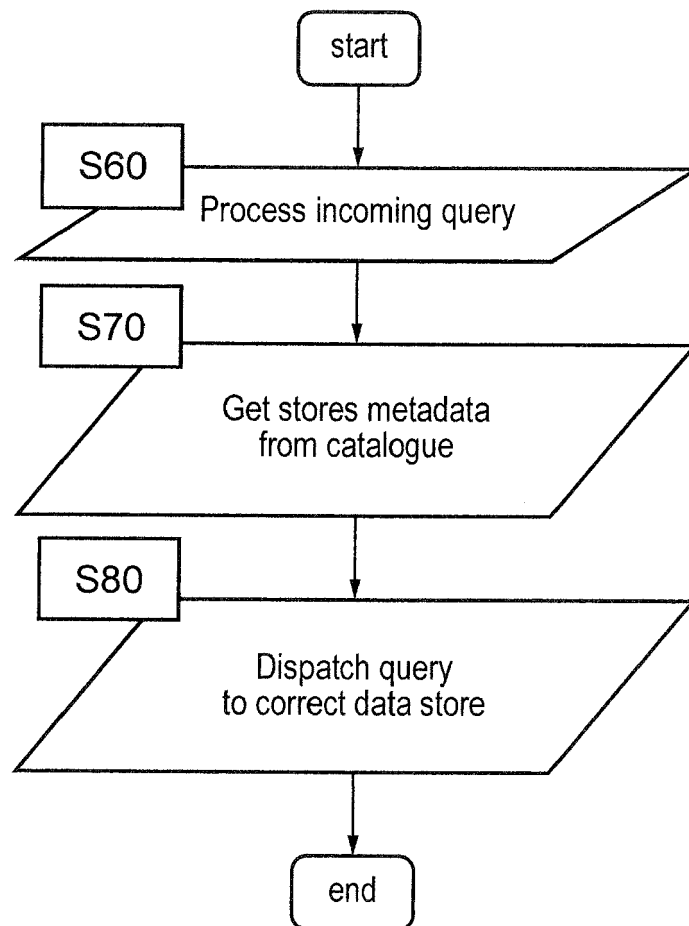 start
S60
Process incoming query
S70
Get stores metadata
from catalogue
S80
Dispatch query
to correct data store
end